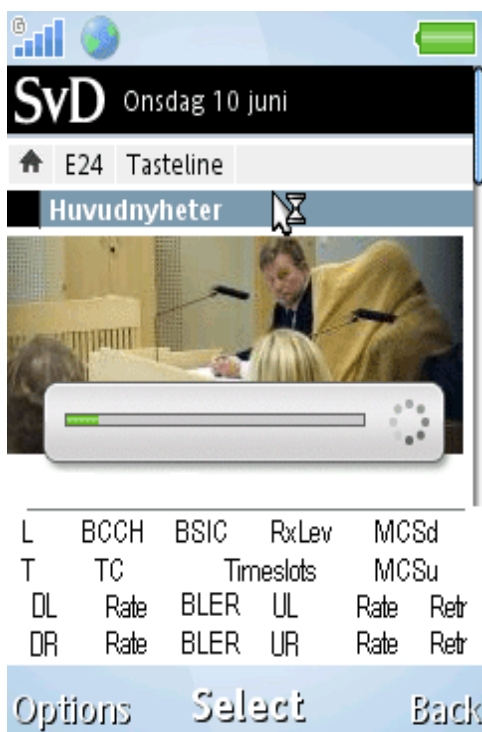 G
SvD Onsdag 10 juni
E24 Tasteline
Huvudnyheter
L BCCH BSIC RxLev MCSd
T TC Timeslots MCSu
DL Rate BLER UL Rate Retr
DR Rate BLER UR Rate Retr
Options Select Back